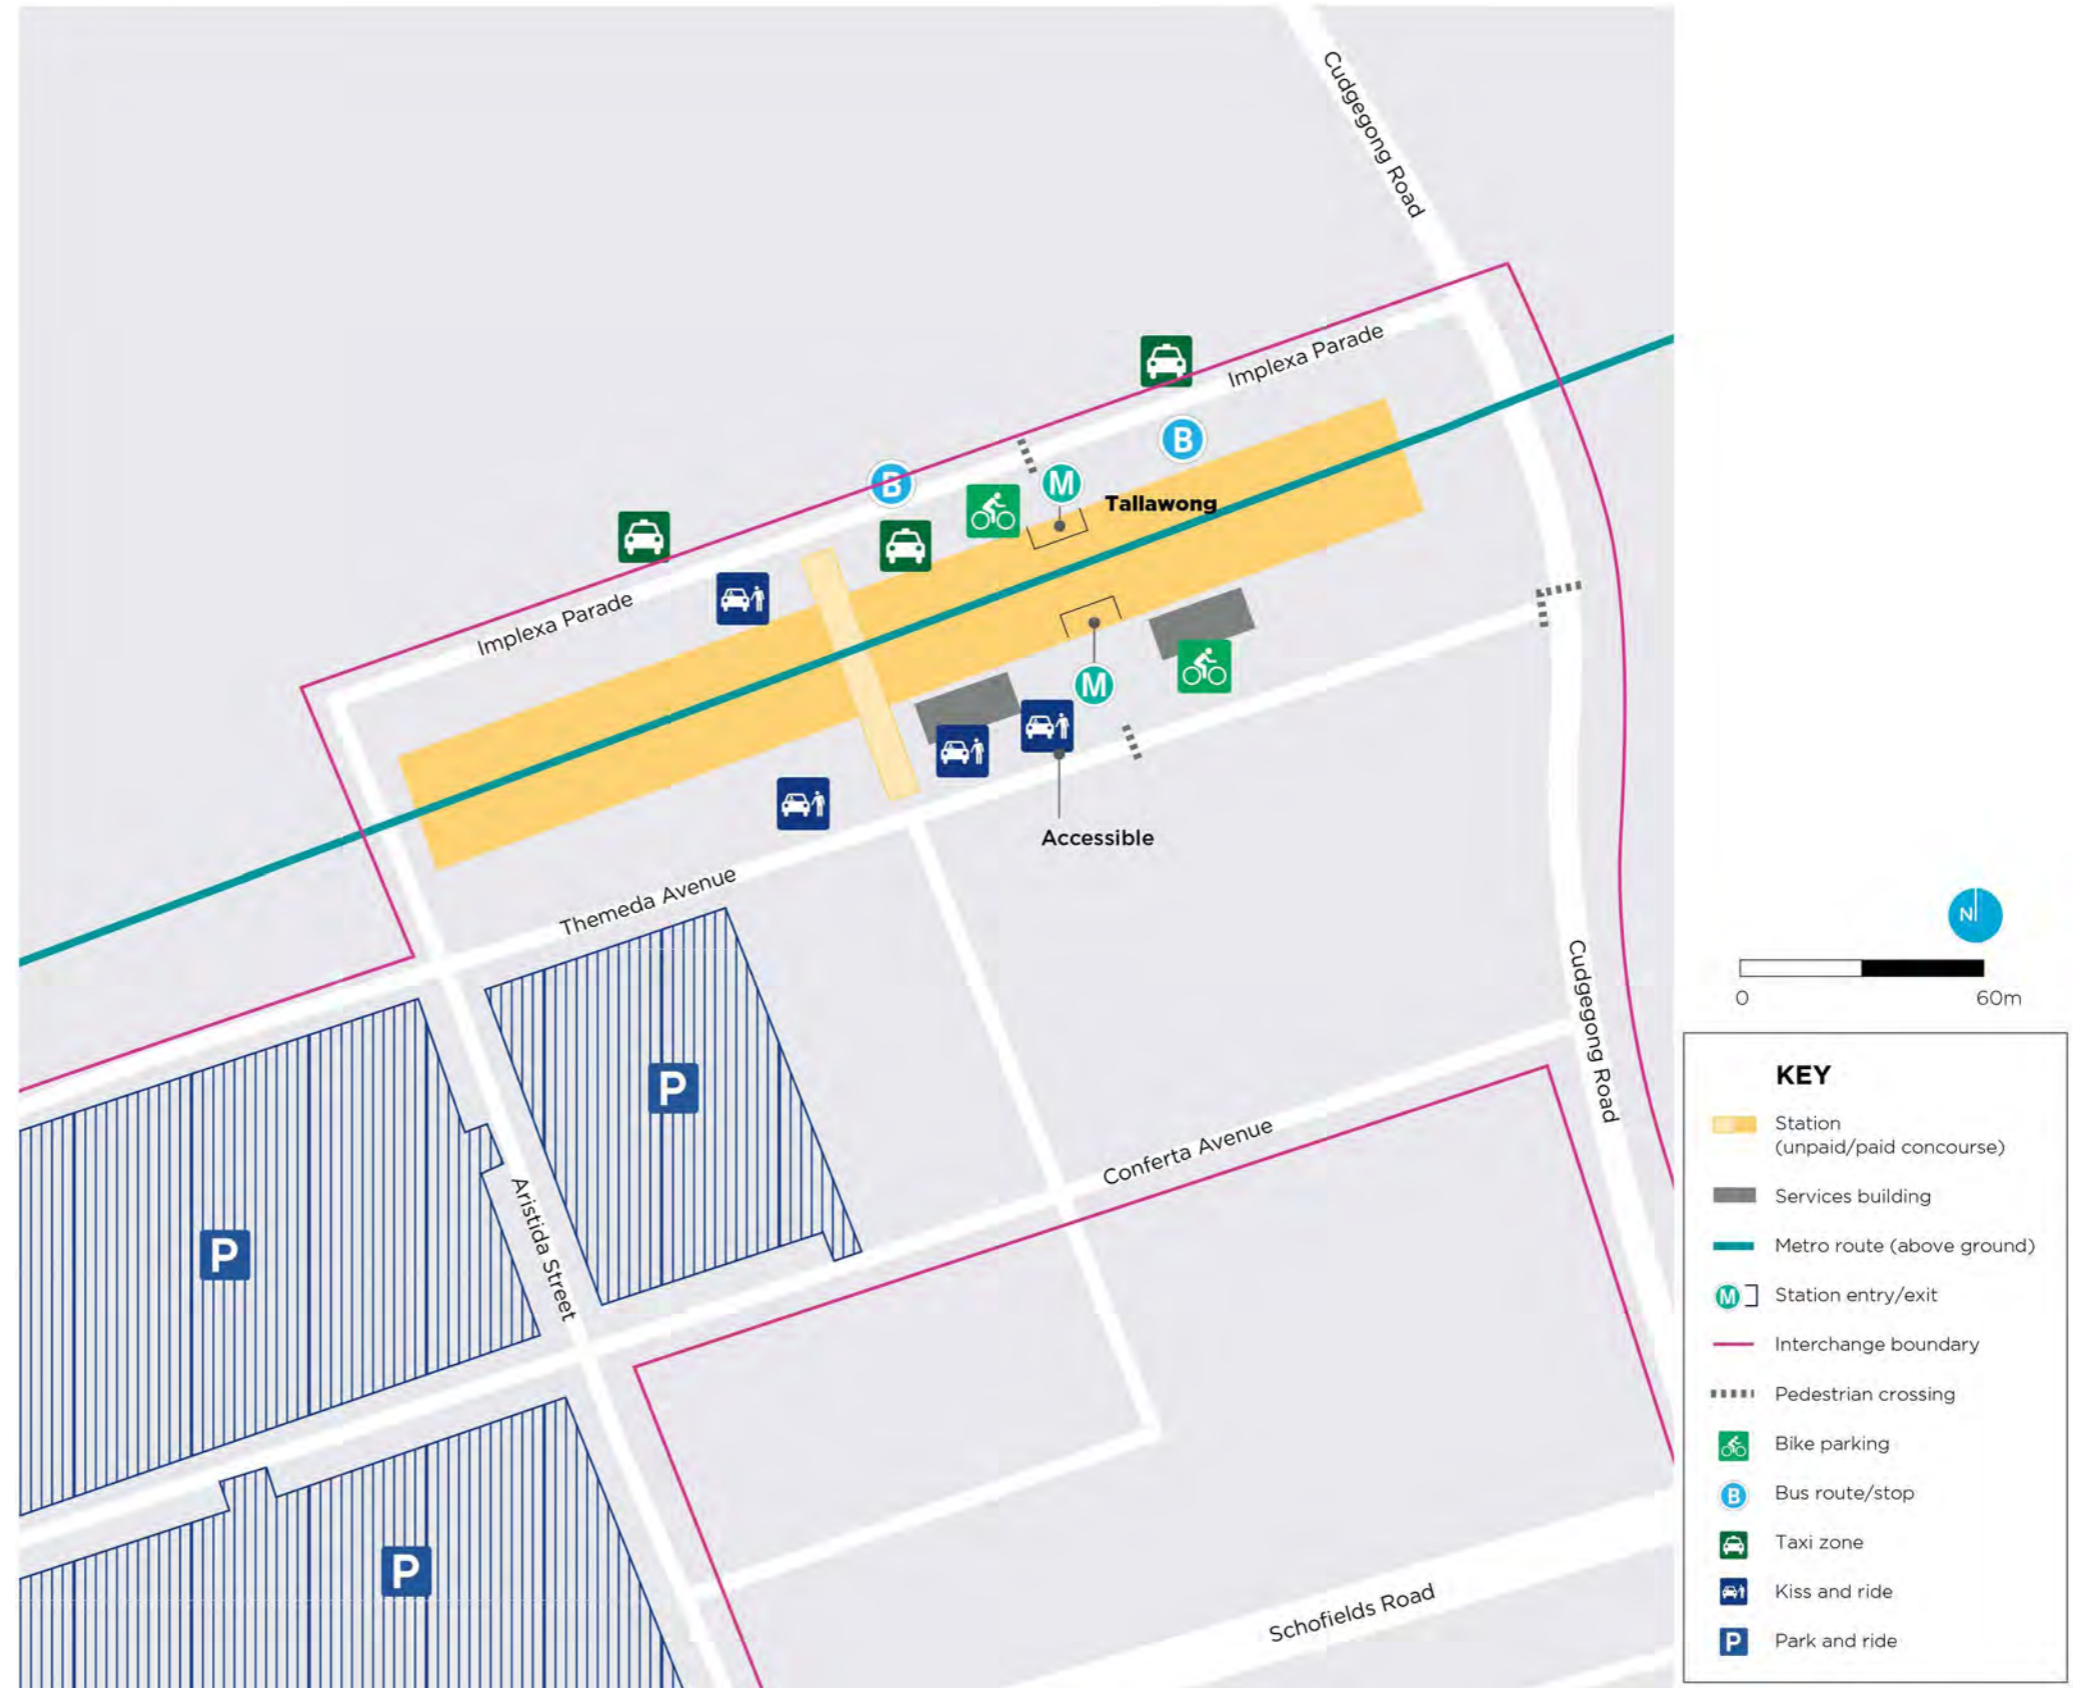 Cudgegong Road
Implexa Parade
B
B
M
Tallawong
Implexa Parade
M
Accessible
Themeda Avenue
Cudgegong Road
N
0 60m
P
Conferta Avenue
Aristida Street
P
P
Schofields Road
KEY
Station
(unpaid/paid concourse)
Services building
Metro route (above ground)
M Station entry/exit
Interchange boundary
Pedestrian crossing
Bike parking
B Bus route/stop
Taxi zone
Kiss and ride
P Park and ride